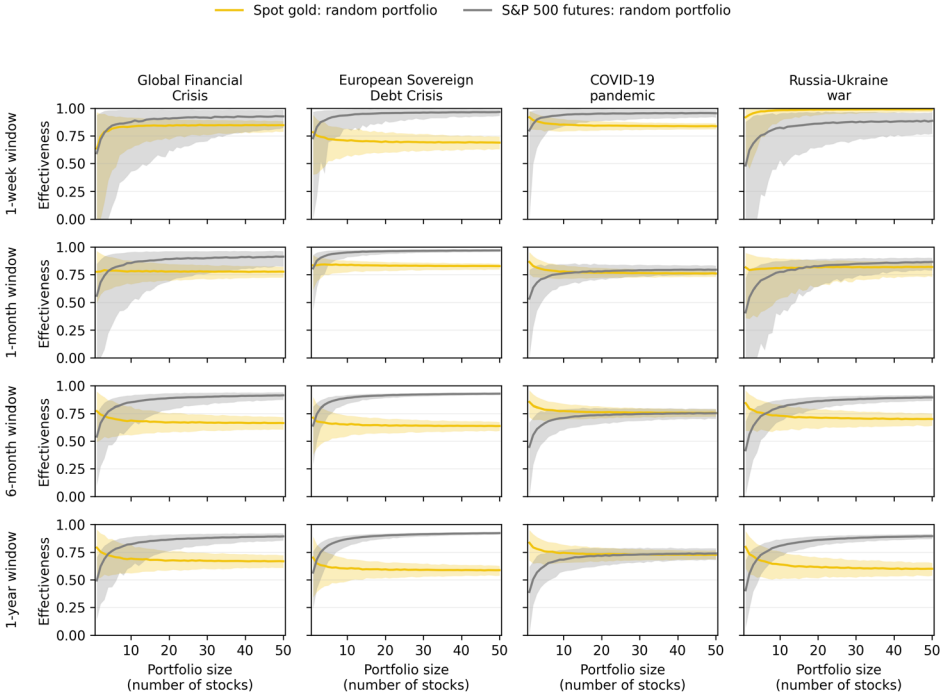 Spot gold: random portfolio S&P 500 futures: random portfolio
Global Financial
Crisis
European Sovereign
Debt Crisis
COVID-19
pandemic
Russia-Ukraine
war
1-week window
Effectiveness
1.00
0.75
0.50
0.25
0.00
1-month window
Effectiveness
1.00
0.75
0.50
0.25
0.00
6-month window
Effectiveness
1.00
0.75
0.50
0.25
0.00
1-year window
Effectiveness
1.00
0.75
0.50
0.25
0.00
10 20 30 40 50
Portfolio size
(number of stocks)
10 20 30 40 50
Portfolio size
(number of stocks)
10 20 30 40 50
Portfolio size
(number of stocks)
10 20 30 40 50
Portfolio size
(number of stocks)